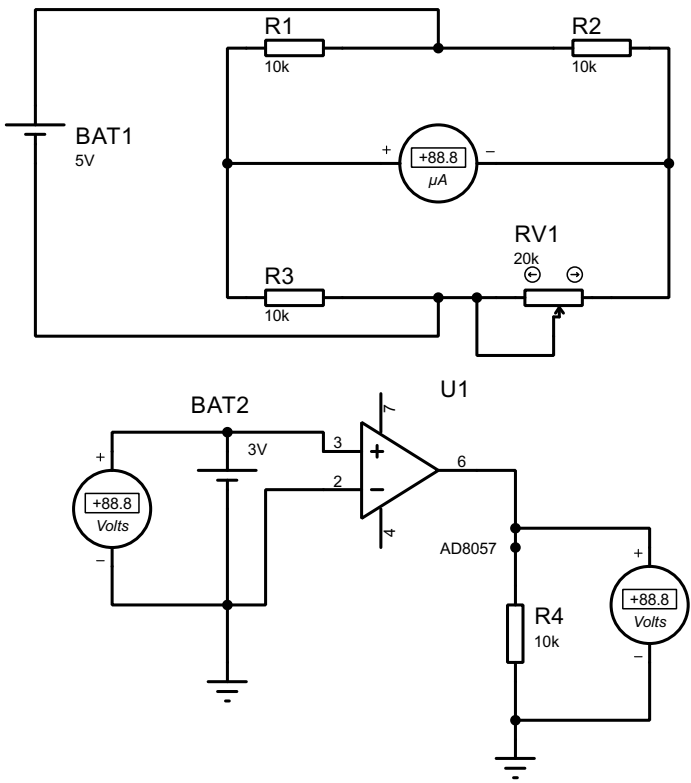 R1
10k
R2
10k
BAT1
5V
+
+88.8
–
µA
RV1
20k
R3
10k
U1
BAT2
3V
7
3
+
6
2
–
4
+
+88.8
Volts
–
AD8057
+
+88.8
Volts
–
R4
10k